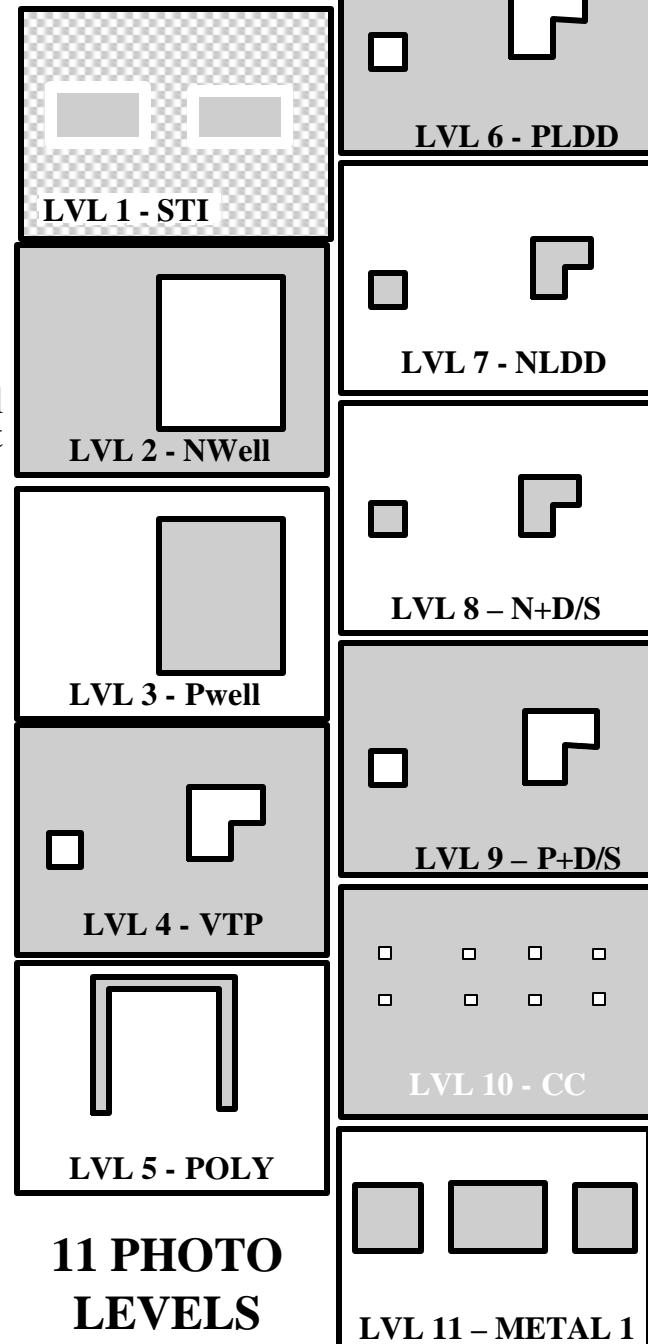 LVL 1 - STI
LVL 2 - NWell
LVL 3 - Pwell
LVL 4 - VTP
LVL 5 - POLY
11 PHOTO
LEVELS
LVL 6 - PLDD
LVL 7 - NLDD
LVL 8 – N+D/S
LVL 9 – P+D/S
LVL 10 - CC
LVL 11 – METAL 1